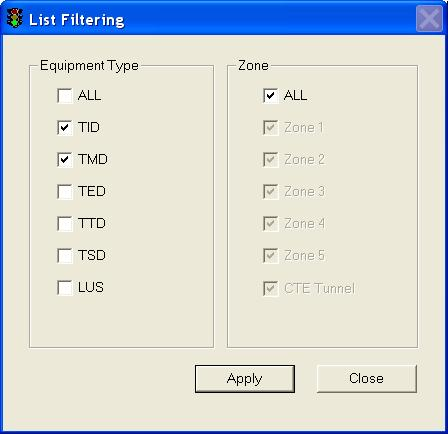 List Filtering
Equipment Type
ALL
TID
TMD
TED
TTD
TSD
LUS
Zone
ALL
Zone 1
Zone 2
Zone 3
Zone 4
Zone 5
CTE Tunnel
Apply
Close